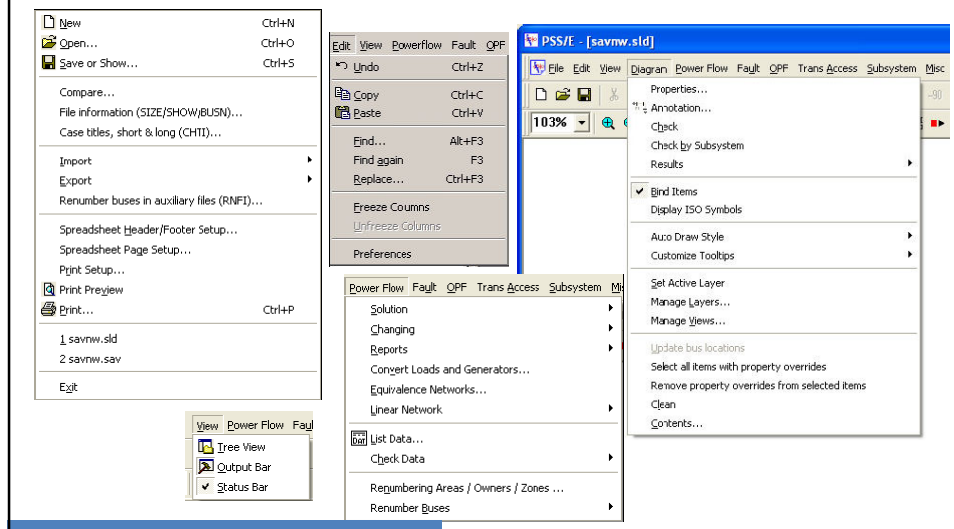 New Ctrl+N
Open... Ctrl+O
Save or Show... Ctrl+S
Compare...
File information (SIZE/SHOW/BUSN)...
Case titles, short & long (CHTI)...
Import
Export
Renumber buses in auxiliary files (RNFI)...
Spreadsheet Header/Footer Setup...
Spreadsheet Page Setup...
Print Setup...
Print Preview
Print... Ctrl+P
1 savnw.sld
2 savnw.sav
Exit
Edit View Powerflow Fault OPF
Undo Ctrl+Z
Copy Ctrl+C
Paste Ctrl+V
Find... Alt+F3
Find again F3
Replace... Ctrl+F3
Freeze Coumns
Unfreeze Columns
Preferences
PSS/E - [savnw.sld]
File Edit View Diagran Power Flow Fault OPF Trans Access Subsystem Misc
-90
103%
Properties...
Anotation...
Check
Check by Subsystem
Results
Bind Items
Display ISO Symbols
Auto Draw Style
Customize Tooltips
Set Active Layer
Manage Layers...
Manage Views...
Update bus locations
Select all items with property overrides
Remove property overrides from selected items
Clean
Contents...
View Power Flow Faul
Tree View
Output Bar
Status Bar
Power Flow Fault OPF Trans Access Subsystem Mi
Solution
Changing
Reports
Convert Loads and Generators...
Equivalence Networks...
Linear Network
DAT List Data...
Check Data
Renumbering Areas / Owners / Zones ...
Renumber Buses